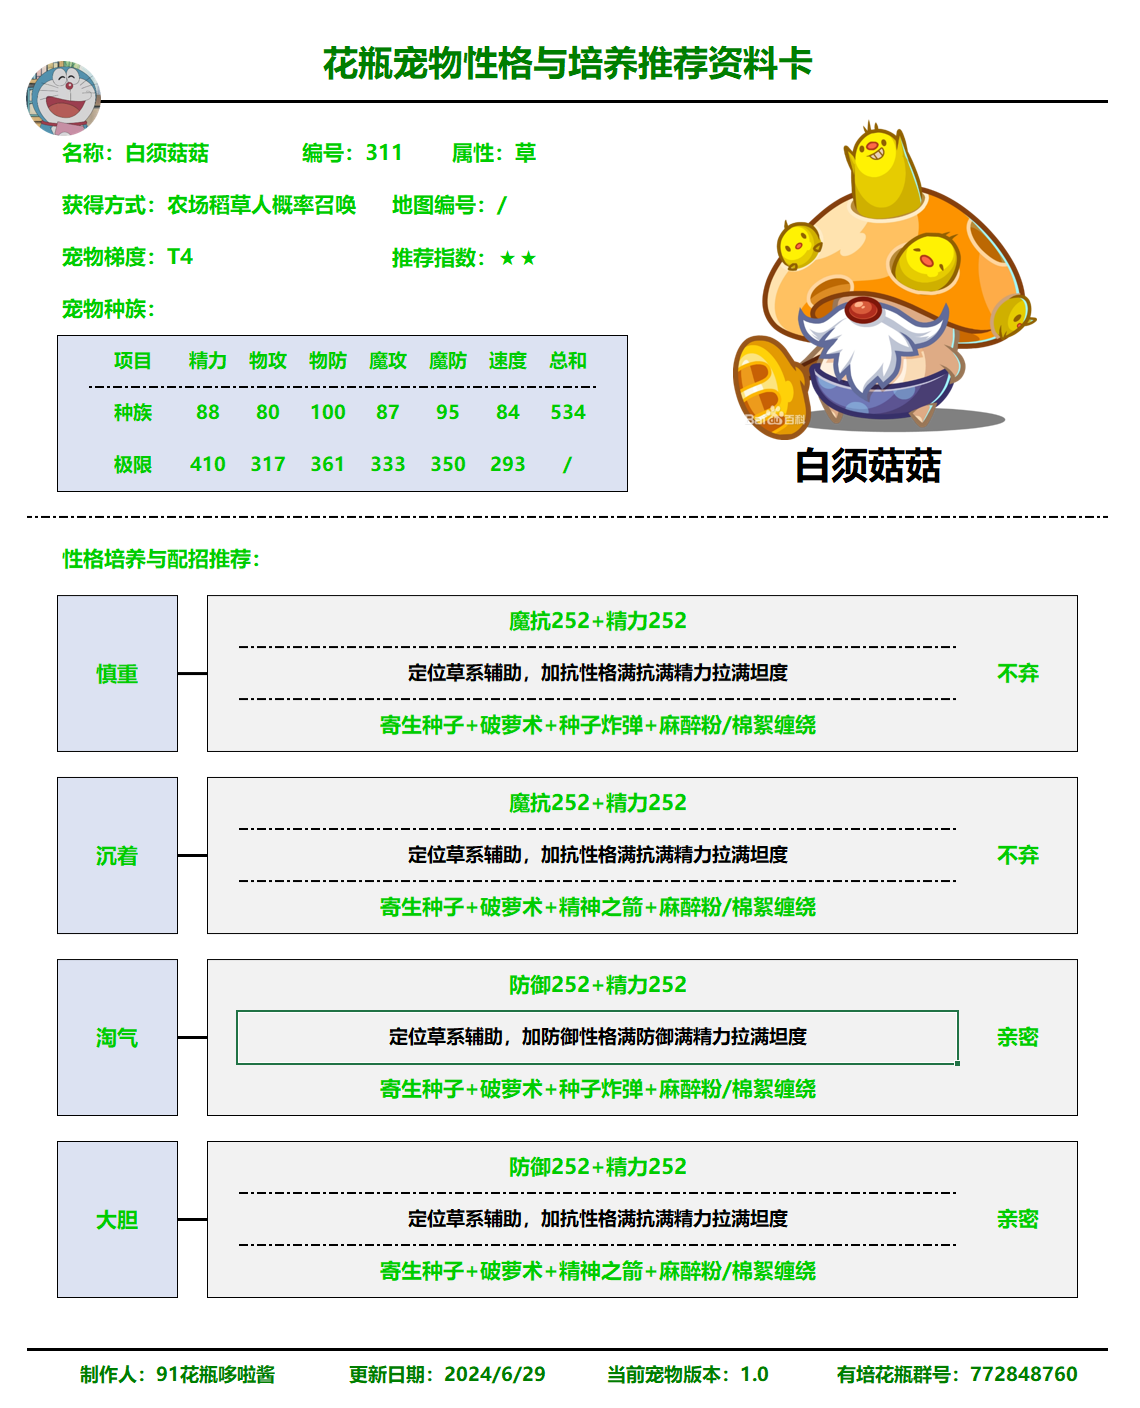 花瓶宠物性格与培养推荐资料卡
名称：白须菇菇 编号：311 属性：草
获得方式：农场稻草人概率召唤 地图编号：/
宠物梯度：T4 推荐指数：★★
宠物种族：
项目 精力 物攻 物防 魔攻 魔防 速度 总和
种族 88 80 100 87 95 84 534
极限 410 317 361 333 350 293 /
Bai 百科
白须菇菇
性格培养与配招推荐：
魔抗252+精力252
慎重 定位草系辅助，加抗性格满抗满精力拉满坦度 不弃
寄生种子+破萝术+种子炸弹+麻醉粉/棉絮缠绕
魔抗252+精力252
沉着 定位草系辅助，加抗性格满抗满精力拉满坦度 不弃
寄生种子+破萝术+精神之箭+麻醉粉/棉絮缠绕
防御252+精力252
淘气 定位草系辅助，加防御性格满防御满精力拉满坦度 亲密
寄生种子+破萝术+种子炸弹+麻醉粉/棉絮缠绕
防御252+精力252
大胆 定位草系辅助，加抗性格满抗满精力拉满坦度 亲密
寄生种子+破萝术+精神之箭+麻醉粉/棉絮缠绕
制作人：91花瓶哆啦酱 更新日期：2024/6/29 当前宠物版本：1.0 有培花瓶群号：772848760